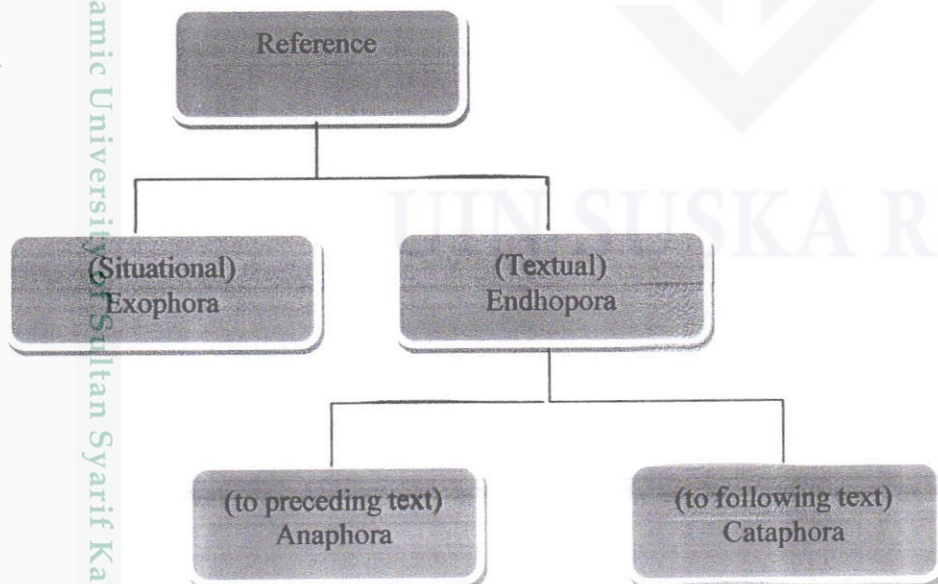 Reference
(Situational)
Exophora
(Textual)
Endhopora
(to preceding text)
Anaphora
(to following text)
Cataphora
UIN SUSKA R
amic University of Sultan Syarif Ka